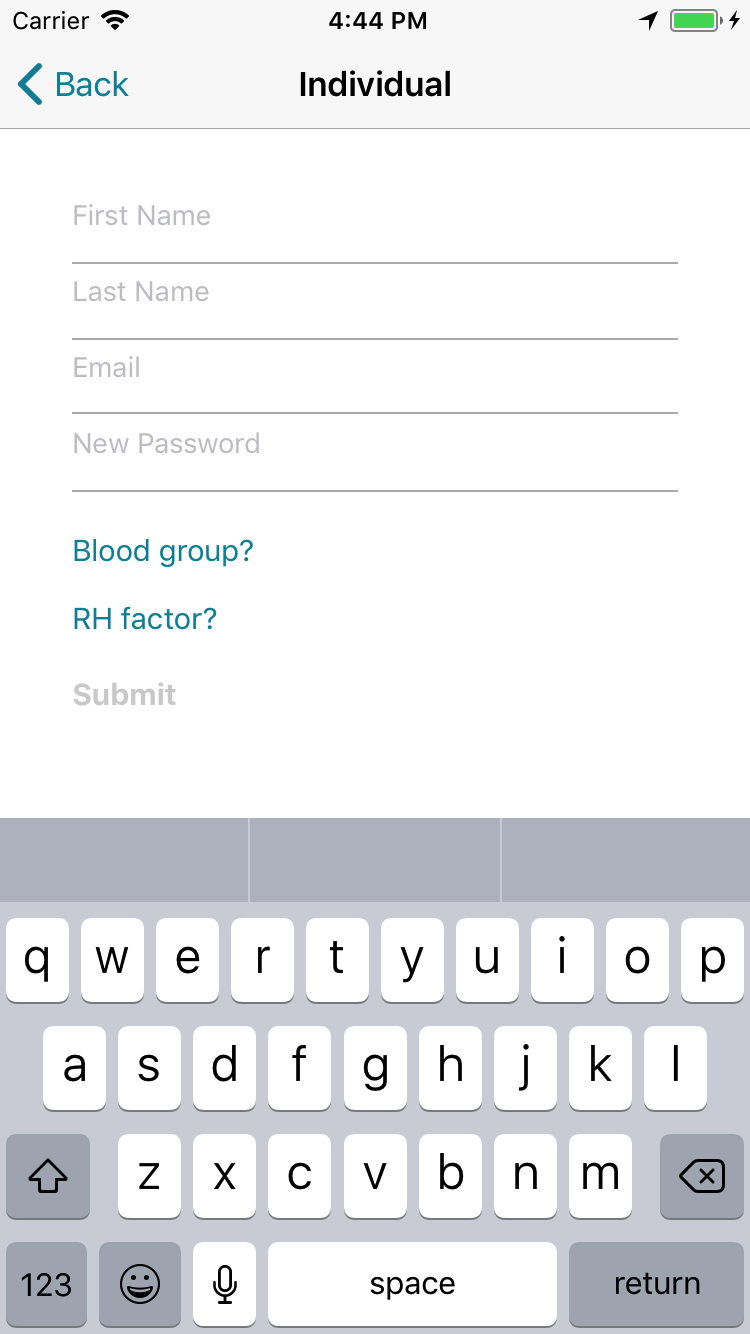 Carrier 4:44 PM
Back Individual
First Name
Last Name
Email
New Password
Blood group?
RH factor?
Submit
q w e r t y u i o p
a s d f g h j k l
z x c v b n m
123 space return